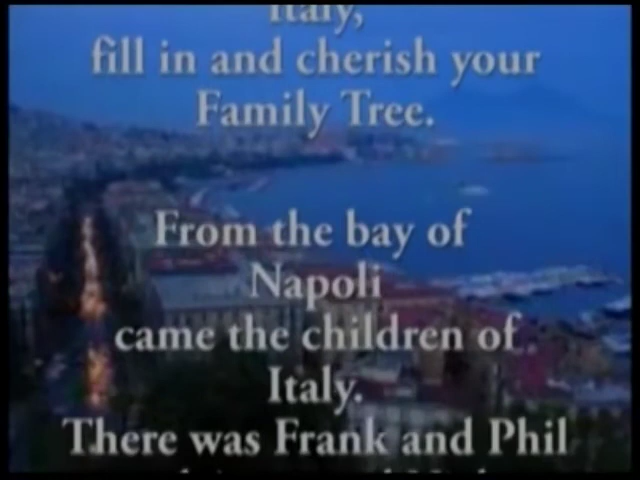 Italy,
fill in and cherish your
Family Tree.
From the bay of
Napoli
came the children of
Italy.
There was Frank and Phil